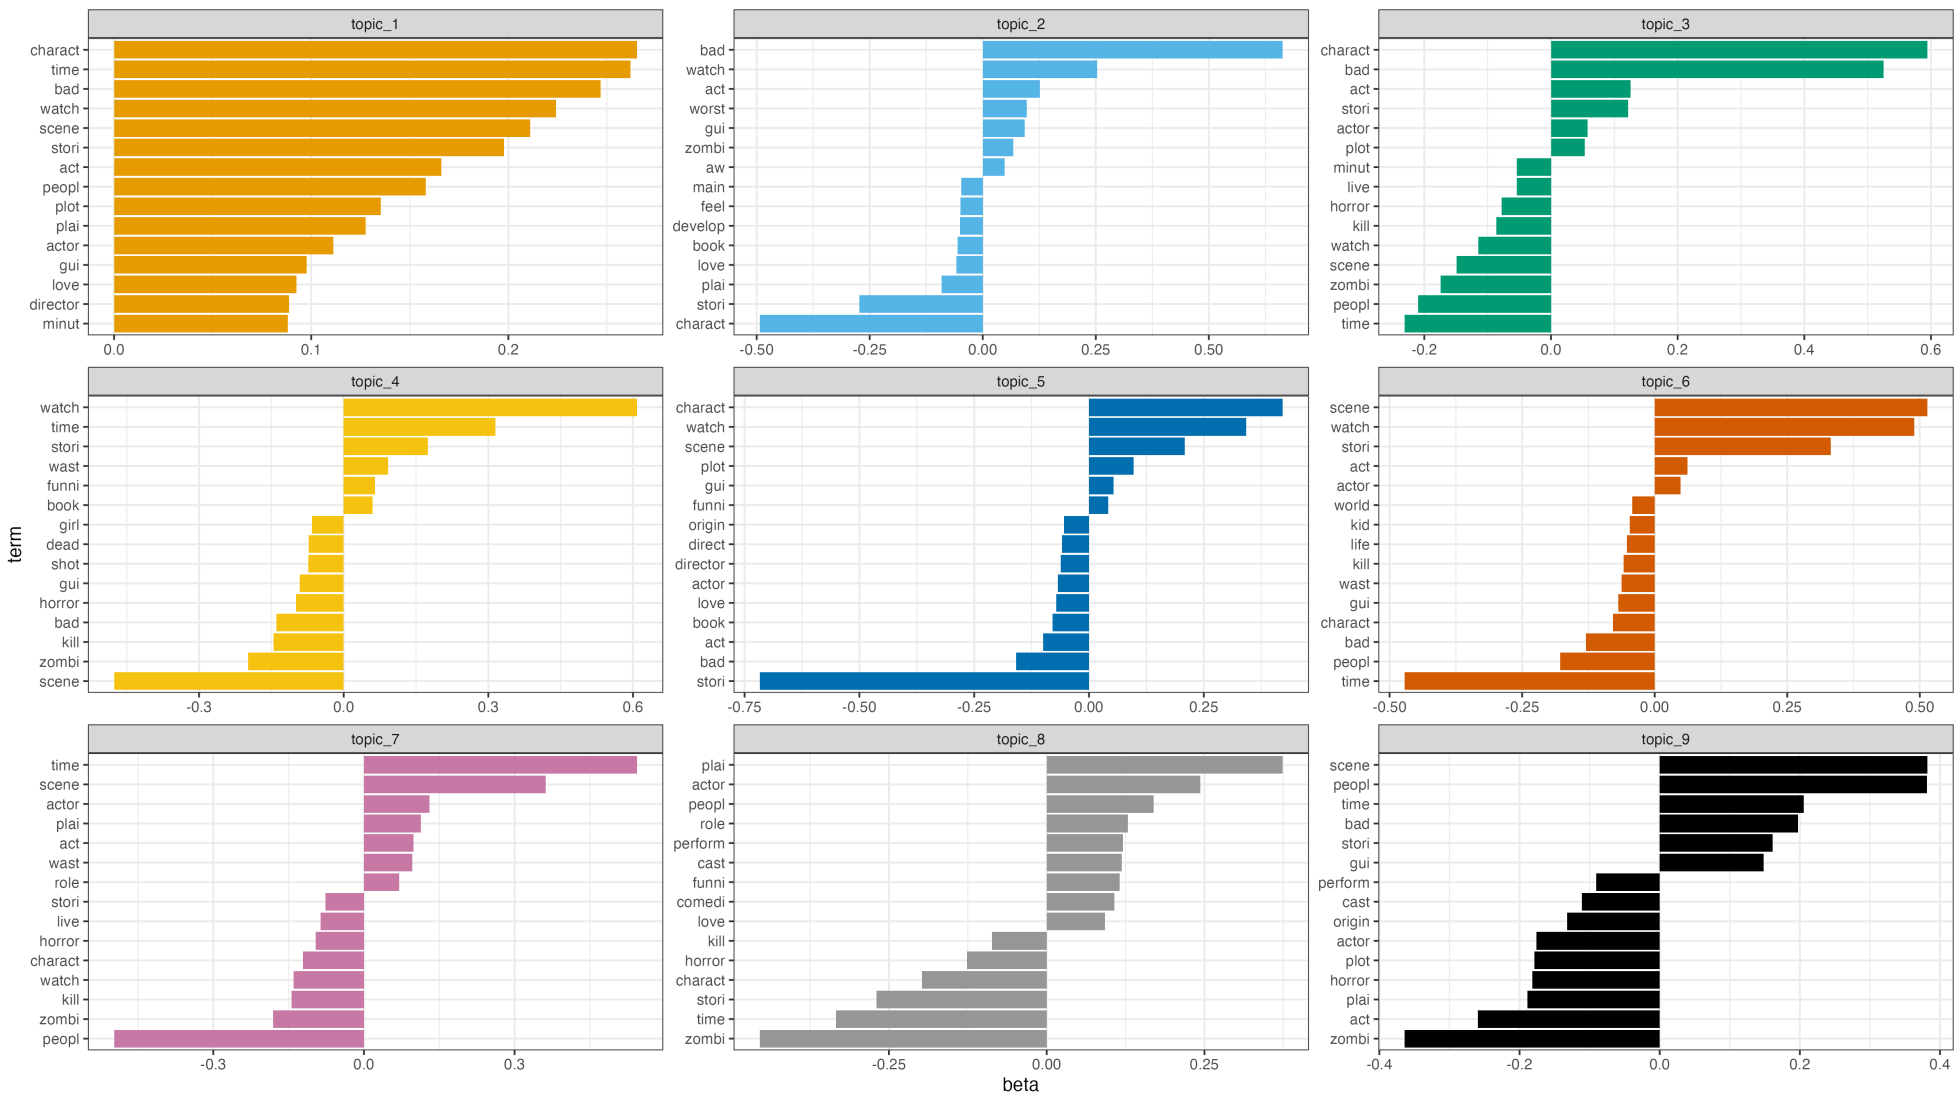 topic_1
charact
time
bad
watch
scene
stori
act
peopl
plot
plai
actor
gui
love
director
minut
0.0 0.1 0.2
topic_2
bad
watch
act
worst
gui
zombi
aw
main
feel
develop
book
love
plai
stori
charact
-0.50 -0.25 0.00 0.25 0.50
topic_3
charact
bad
act
stori
actor
plot
minut
live
horror
kill
watch
scene
zombi
peopl
time
-0.2 0.0 0.2 0.4 0.6
topic_4
watch
time
stori
wast
funni
book
girl
dead
shot
gui
horror
bad
kill
zombi
scene
-0.3 0.0 0.3 0.6
topic_5
charact
watch
scene
plot
gui
funni
origin
direct
director
actor
love
book
act
bad
stori
-0.75 -0.50 -0.25 0.00 0.25
topic_6
scene
watch
stori
act
actor
world
kid
life
kill
wast
gui
charact
bad
peopl
time
-0.50 -0.25 0.00 0.25 0.50
topic_7
time
scene
actor
plai
act
wast
role
stori
live
horror
charact
watch
kill
zombi
peopl
-0.3 0.0 0.3
topic_8
plai
actor
peopl
role
perform
cast
funni
comedi
love
kill
horror
charact
stori
time
zombi
-0.25 0.00 0.25
topic_9
scene
peopl
time
bad
stori
gui
perform
cast
origin
actor
plot
horror
plai
act
zombi
-0.4 -0.2 0.0 0.2 0.4
term
beta